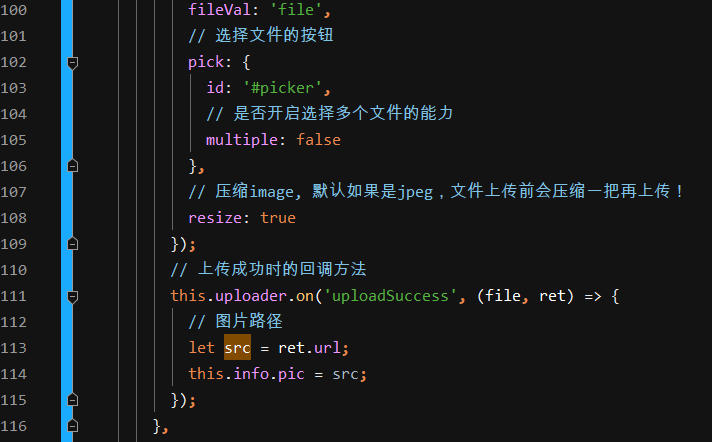 100 fileVal: 'file',
101 // 选择文件的按钮
102 pick: {
103 id: '#picker',
104 // 是否开启选择多个文件的能力
105 multiple: false
106 },
107 // 压缩image, 默认如果是jpeg，文件上传前会压缩一把再上传！
108 resize: true
109 });
110 // 上传成功时的回调方法
111 this.uploader.on('uploadSuccess', (file, ret) => {
112 // 图片路径
113 let src = ret.url;
114 this.info.pic = src;
115 });
116 },